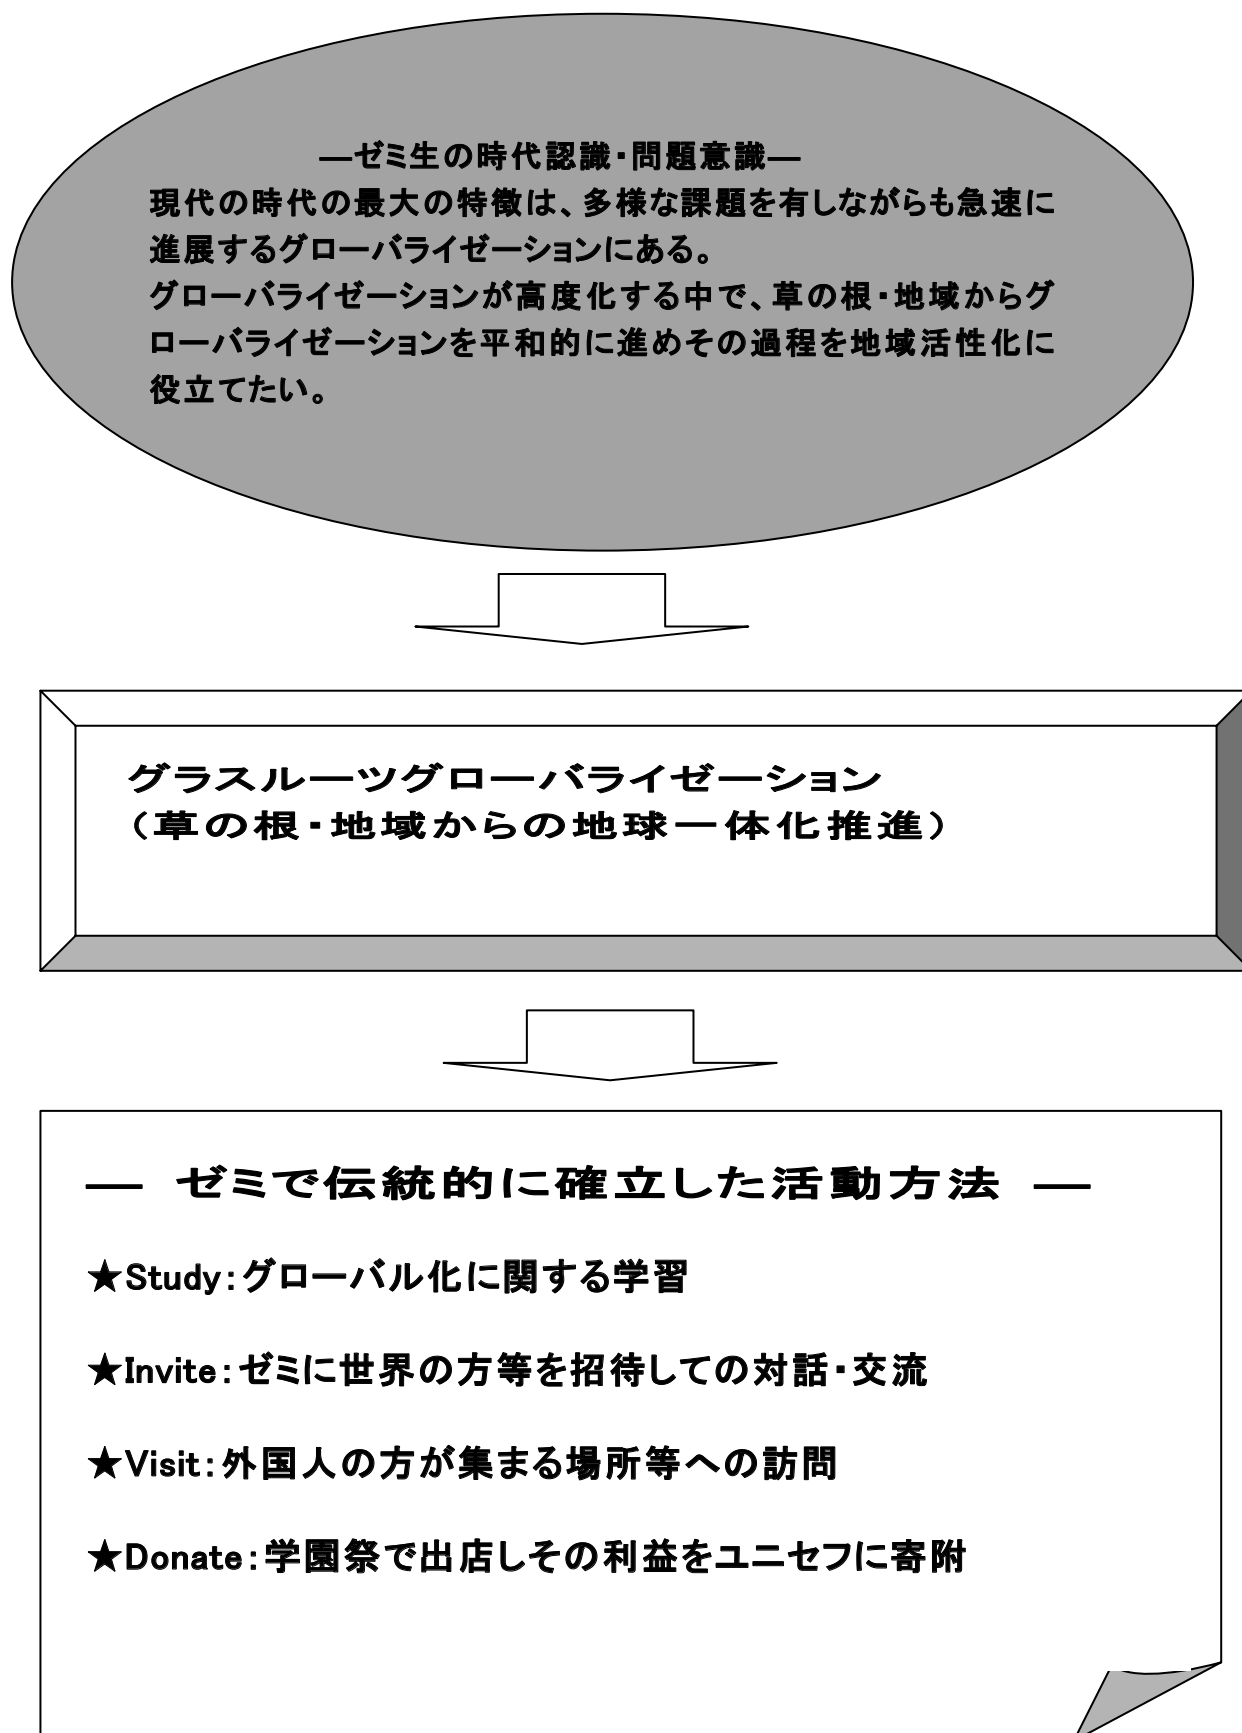 ―ゼミ生の時代認識・問題意識―
現代の時代の最大の特徴は、多様な課題を有しながらも急速に
進展するグローバライゼーションにある。
グローバライゼーションが高度化する中で、草の根・地域からグ
ローバライゼーションを平和的に進めその過程を地域活性化に
役立てたい。
グラスルーツグローバライゼーション
（草の根・地域からの地球一体化推進）
― ゼミで伝統的に確立した活動方法 ―
★Study：グローバル化に関する学習
★Invite：ゼミに世界の方等を招待しての対話・交流
★Visit：外国人の方が集まる場所等への訪問
★Donate：学園祭で出店しその利益をユニセフに寄附